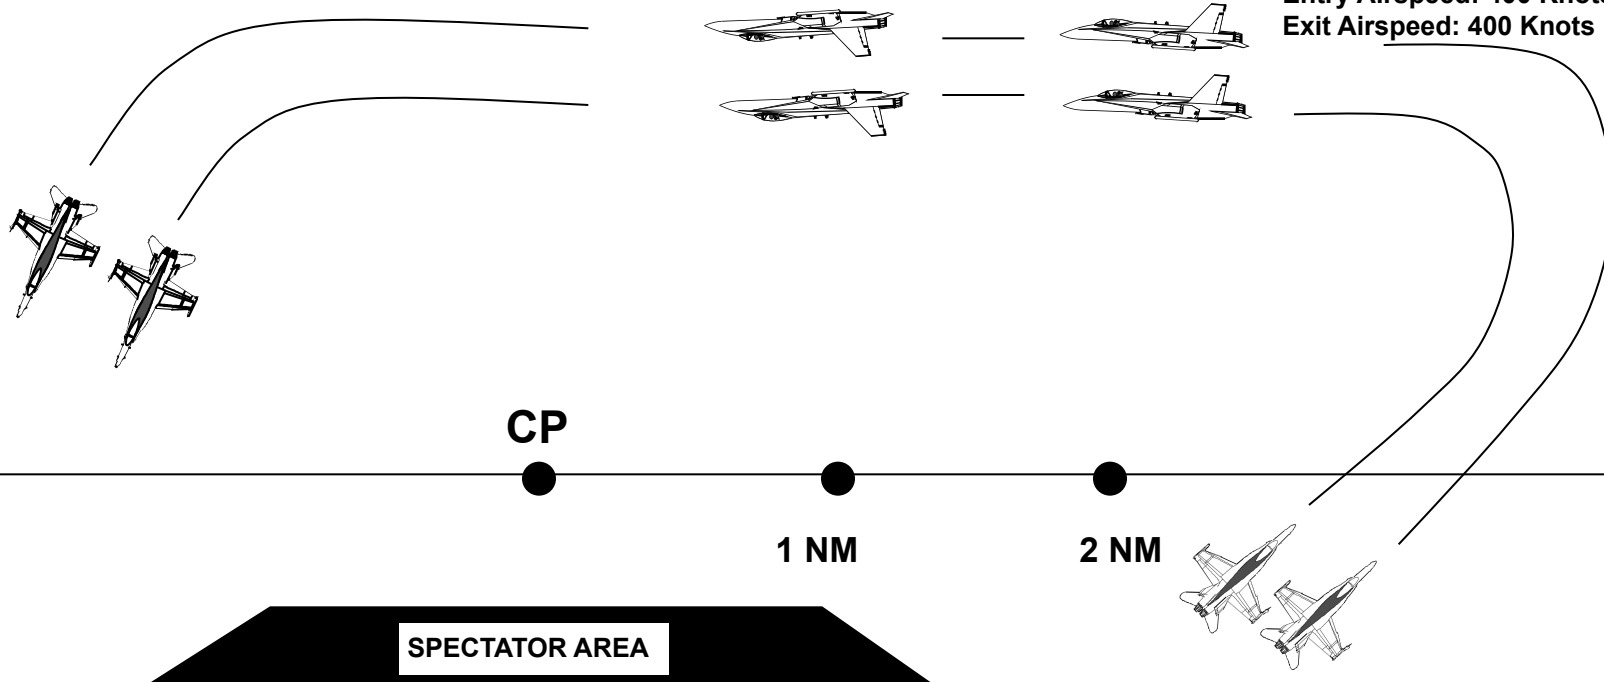 Exit Airspeed: 400 Knots
CP
1 NM
2 NM
SPECTATOR AREA